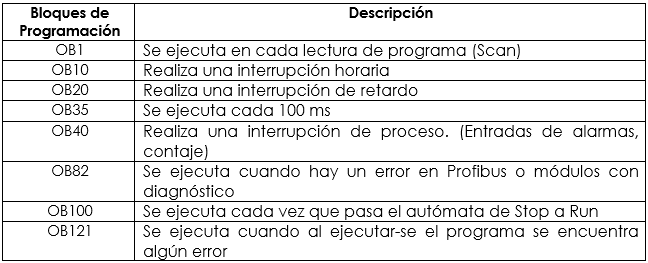 Bloques de Programación	Descripción
OB1	Se ejecuta en cada lectura de programa (Scan)
OB10	Realiza una interrupción horaria
OB20	Realiza una interrupción de retardo
OB35	Se ejecuta cada 100 ms
OB40	Realiza una interrupción de proceso. (Entradas de alarmas,
contaje)
OB82	Se ejecuta cuando hay un error en Profibus o módulos con
diagnóstico
OB100	Se ejecuta cada vez que pasa el autómata de Stop a Run
OB121	Se ejecuta cuando al ejecutar-se el programa se encuentra
algún error